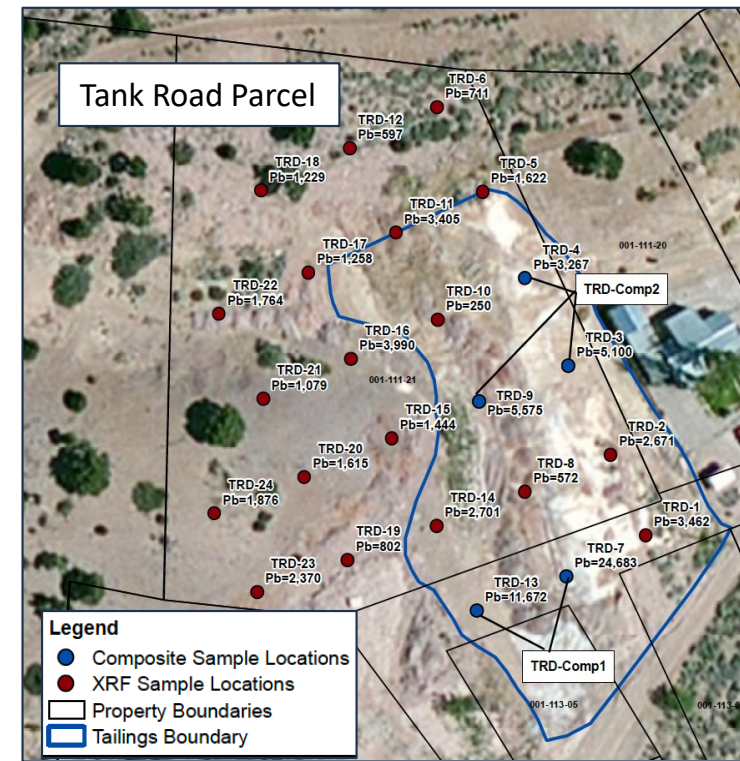 Tank Road Parcel
TRD-6
Pb=711
TRD-12
Pb=597
TRD-18
Pb=1,229
TRD-5
Pb=1,622
TRD-11
Pb=3,405
TRD-17
Pb=1,258
TRD-4
Pb=3,267
001-111-20
TRD-Comp2
TRD-22
Pb=1,764
TRD-10
Pb=250
TRD-16
Pb=3,990
TRD-3
Pb=5,100
001-111-21
TRD-21
Pb=1,079
TRD-9
Pb=5,575
TRD-15
Pb=1,444
TRD-2
Pb=2,671
TRD-20
Pb=1,615
TRD-8
Pb=572
TRD-24
Pb=1,876
TRD-14
Pb=2,701
TRD-1
Pb=3,462
TRD-19
Pb=802
TRD-7
Pb=24,683
TRD-23
Pb=2,370
TRD-13
Pb=11,672
TRD-Comp1
001-113-05
Legend
Composite Sample Locations
XRF Sample Locations
Property Boundaries
Tailings Boundary